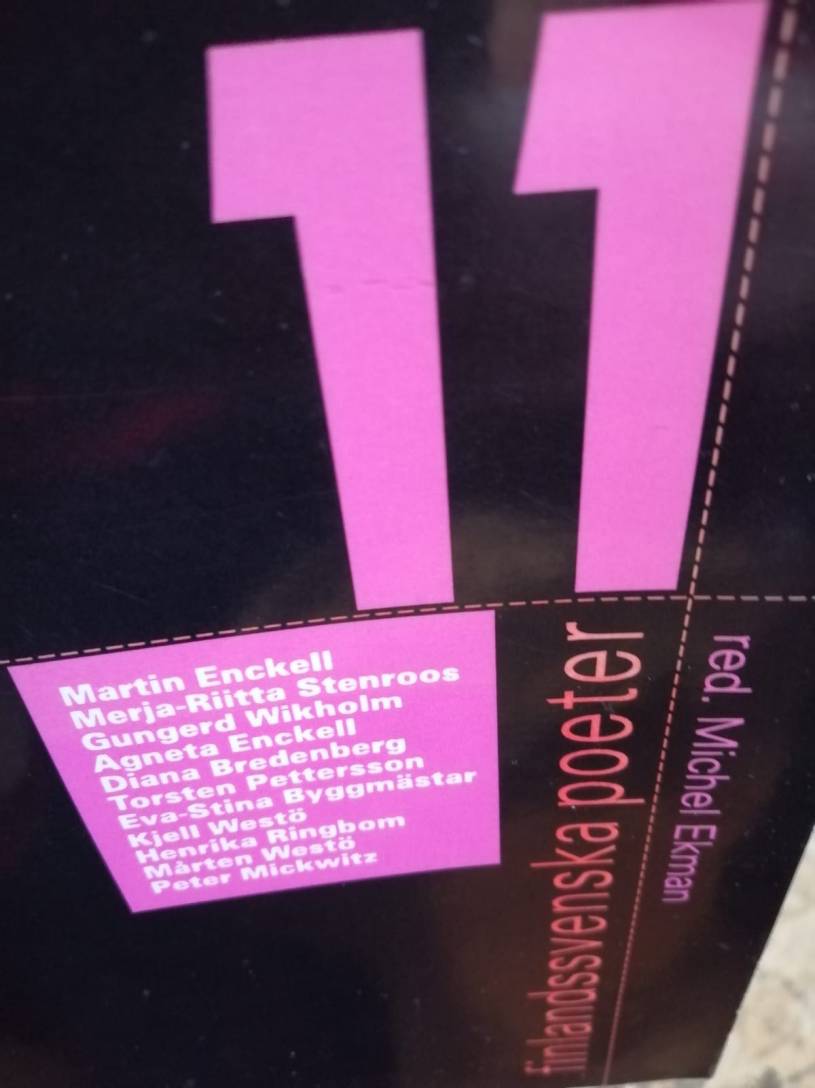 11
Martin Enckell
Merja-Riitta Stenroos
Gungerd Wikholm
Agneta Enckell
Diana Bredenberg
Torsten Pettersson
Eva-Stina Byggmästar
Kjell Westö
Henrika Ringbom
Mårten Westö
Peter Mickwitz
finlandssvenska poeter
red. Michel Ekman